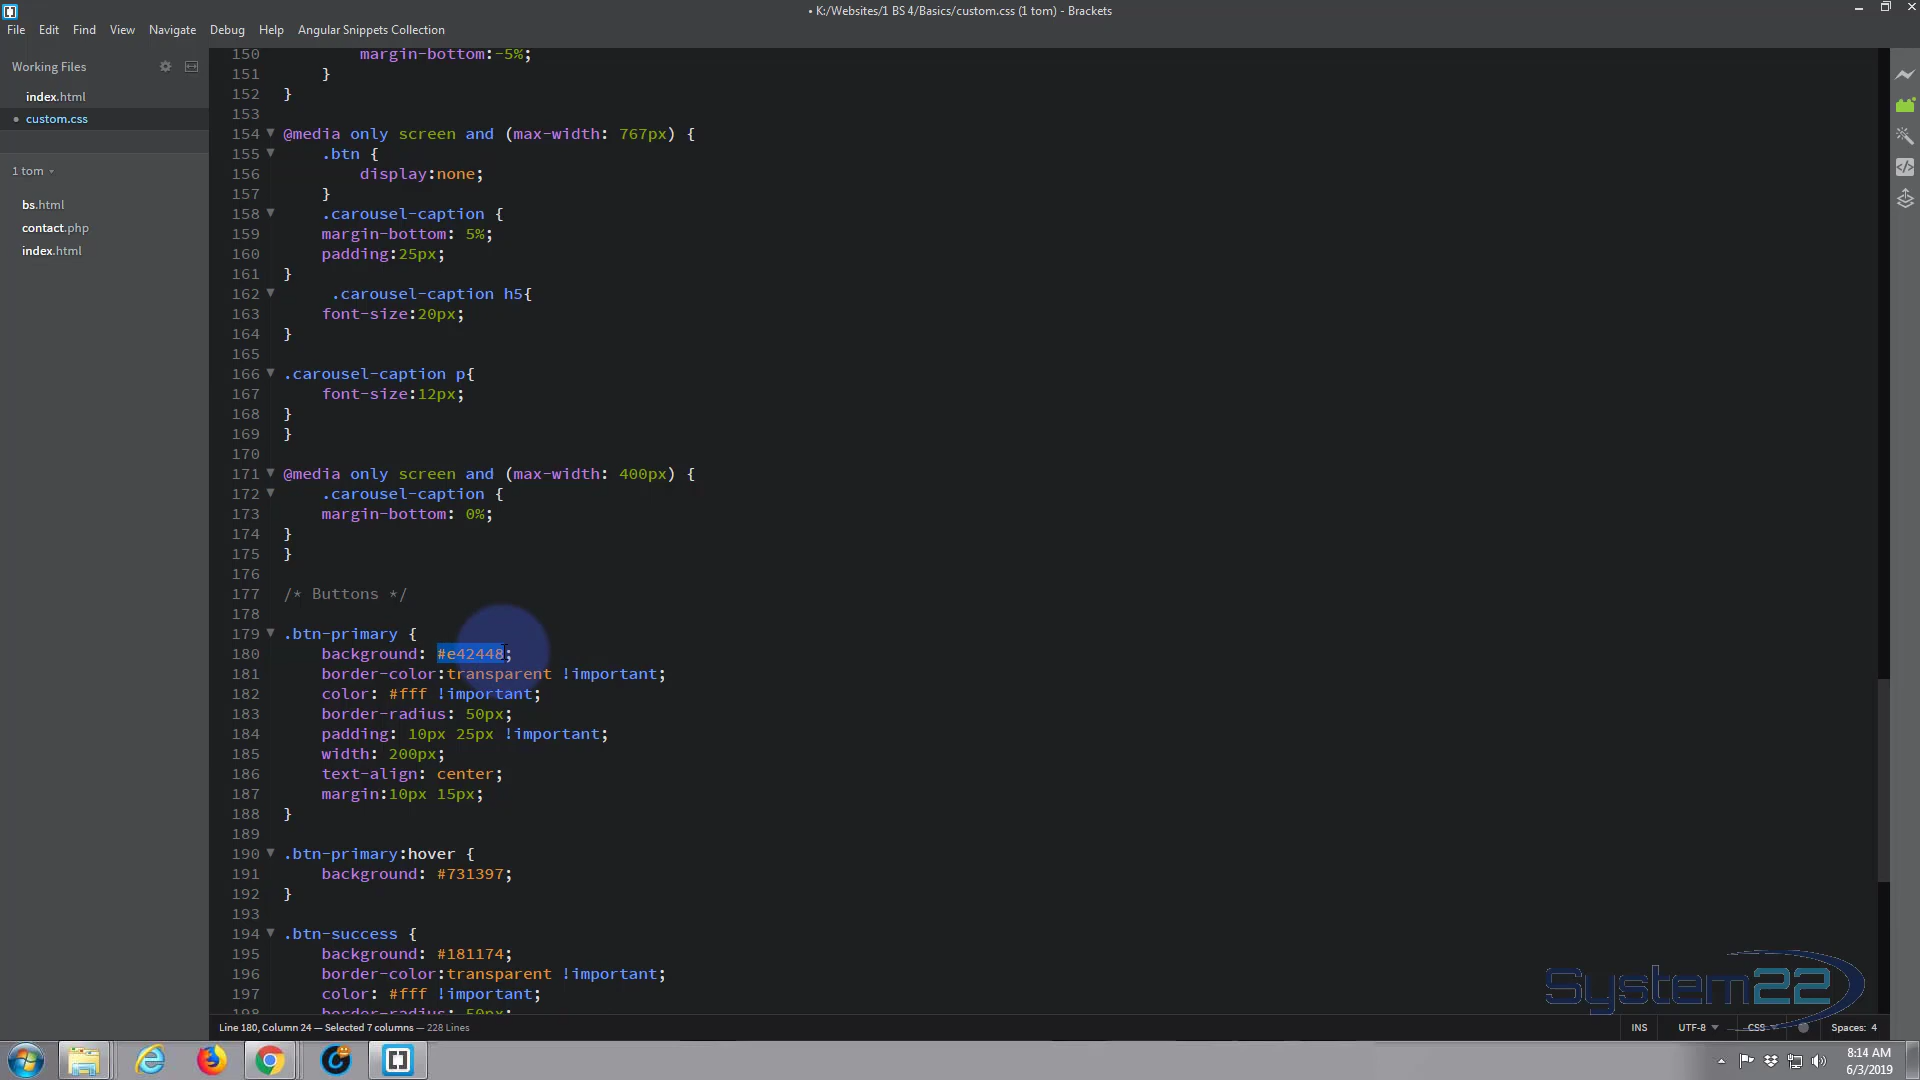 • K:/Websites/1 BS 4/Basics/custom.css (1 tom) - Brackets
File Edit Find View Navigate Debug Help Angular Snippets Collection
Working Files
index.html
• custom.css
1 tom
bs.html
contact.php
index.html
150 margin-bottom:-5%;
151 }
152 }
153
154 @media only screen and (max-width: 767px) {
155 .btn {
156 display:none;
157 }
158 .carousel-caption {
159 margin-bottom: 5%;
160 padding:25px;
161 }
162 .carousel-caption h5{
163 font-size:20px;
164 }
165
166 .carousel-caption p{
167 font-size:12px;
168 }
169 }
170
171 @media only screen and (max-width: 400px) {
172 .carousel-caption {
173 margin-bottom: 0%;
174 }
175 }
176
177 /* Buttons */
178
179 .btn-primary {
180 background: #e42448;
181 border-color:transparent !important;
182 color: #fff !important;
183 border-radius: 50px;
184 padding: 10px 25px !important;
185 width: 200px;
186 text-align: center;
187 margin:10px 15px;
188 }
189
190 .btn-primary:hover {
191 background: #731397;
192 }
193
194 .btn-success {
195 background: #181174;
196 border-color:transparent !important;
197 color: #fff !important;
198 border-radius: 50px;
System22
Line 180, Column 24 — Selected 7 columns — 228 Lines
INS UTF-8 CSS Spaces: 4
8:14 AM
6/3/2019